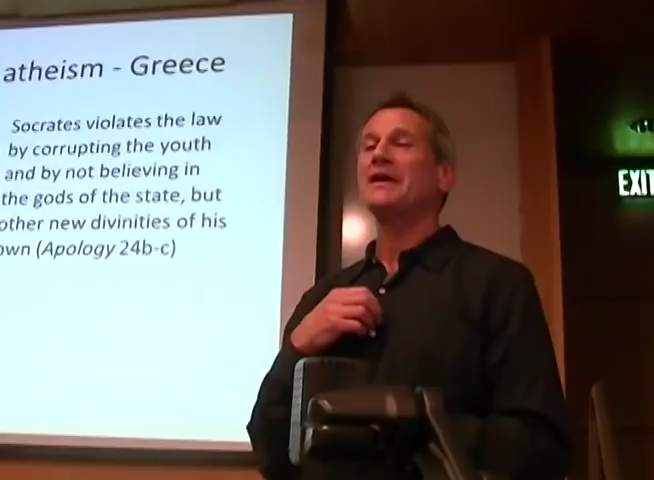 atheism - Greece
Socrates violates the law
by corrupting the youth
and by not believing in
the gods of the state, but
other new divinities of his
own (Apology 24b-c)
EXIT